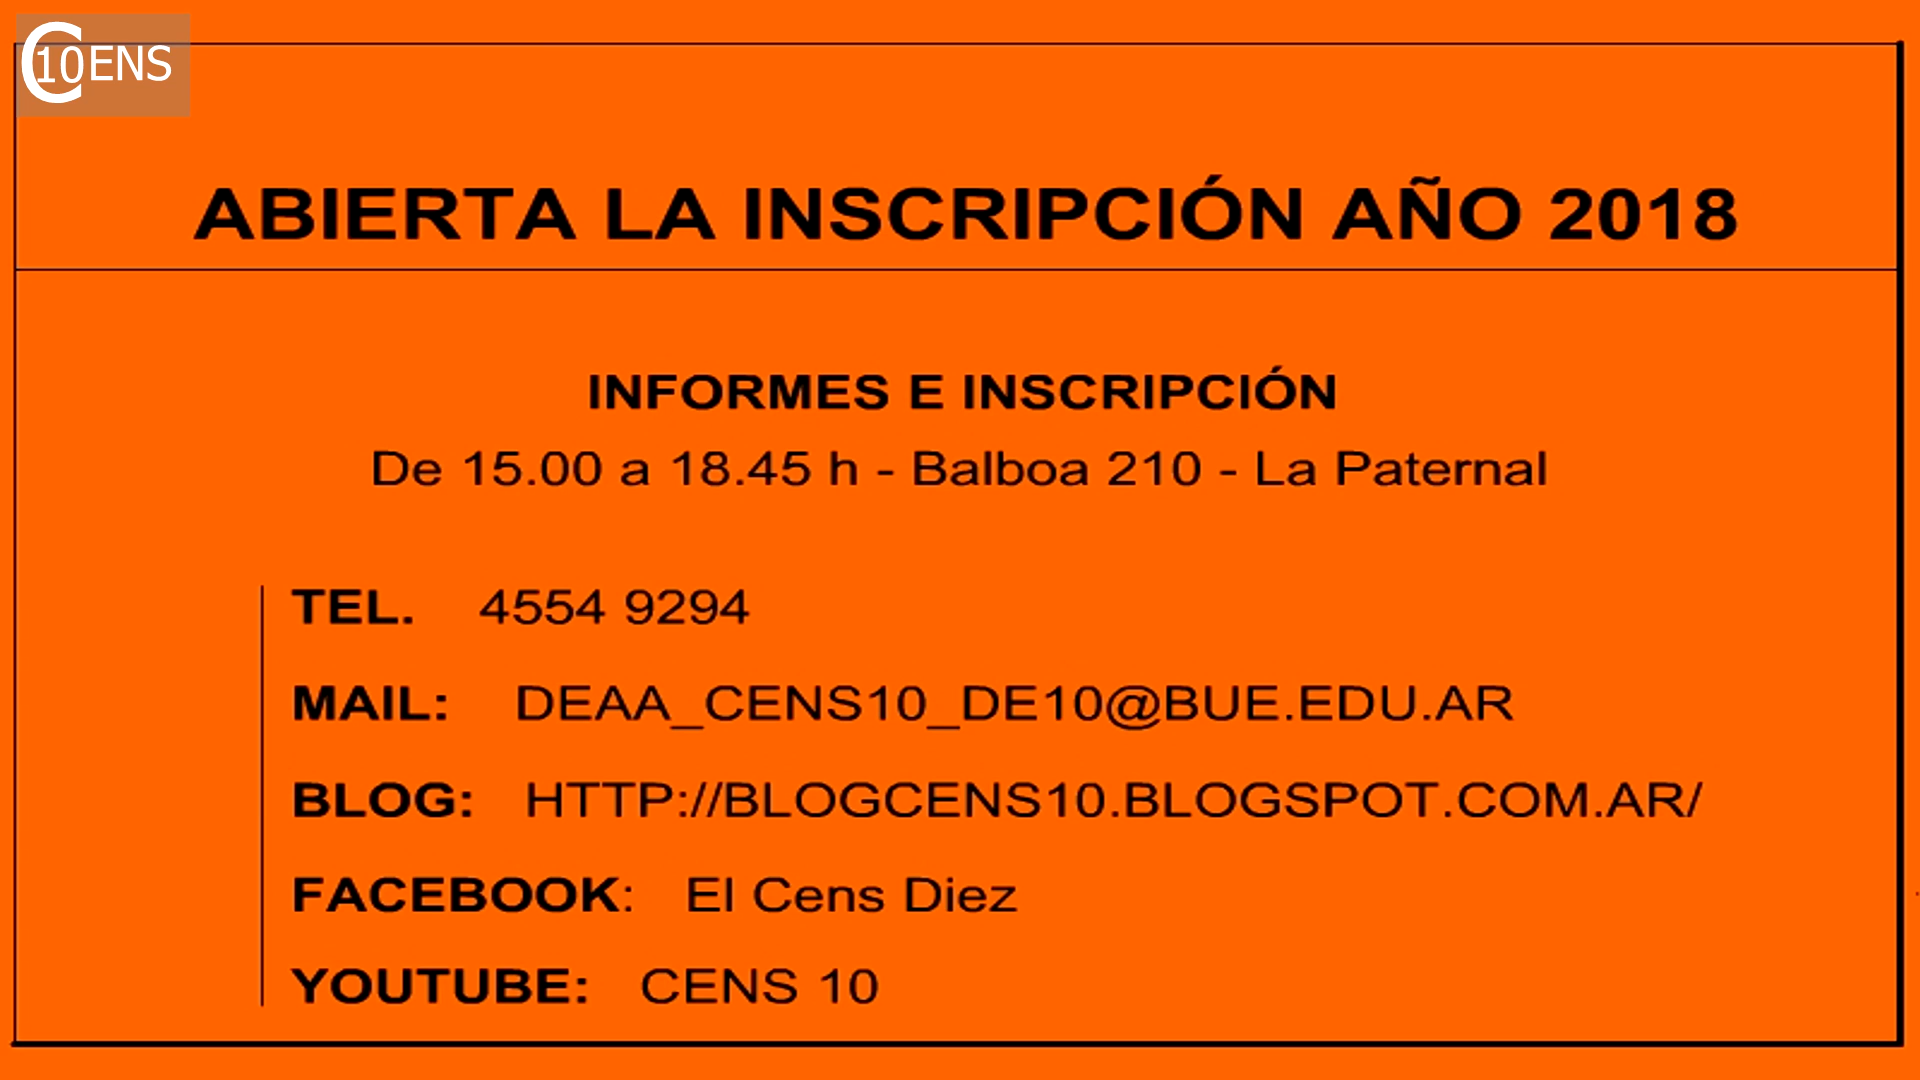 C10ENS
ABIERTA LA INSCRIPCIÓN AÑO 2018
INFORMES E INSCRIPCIÓN
De 15.00 a 18.45 h - Balboa 210 - La Paternal
TEL. 4554 9294
MAIL: DEAA_CENS10_DE10@BUE.EDU.AR
BLOG: HTTP://BLOGCENS10.BLOGSPOT.COM.AR/
FACEBOOK: El Cens Diez
YOUTUBE: CENS 10